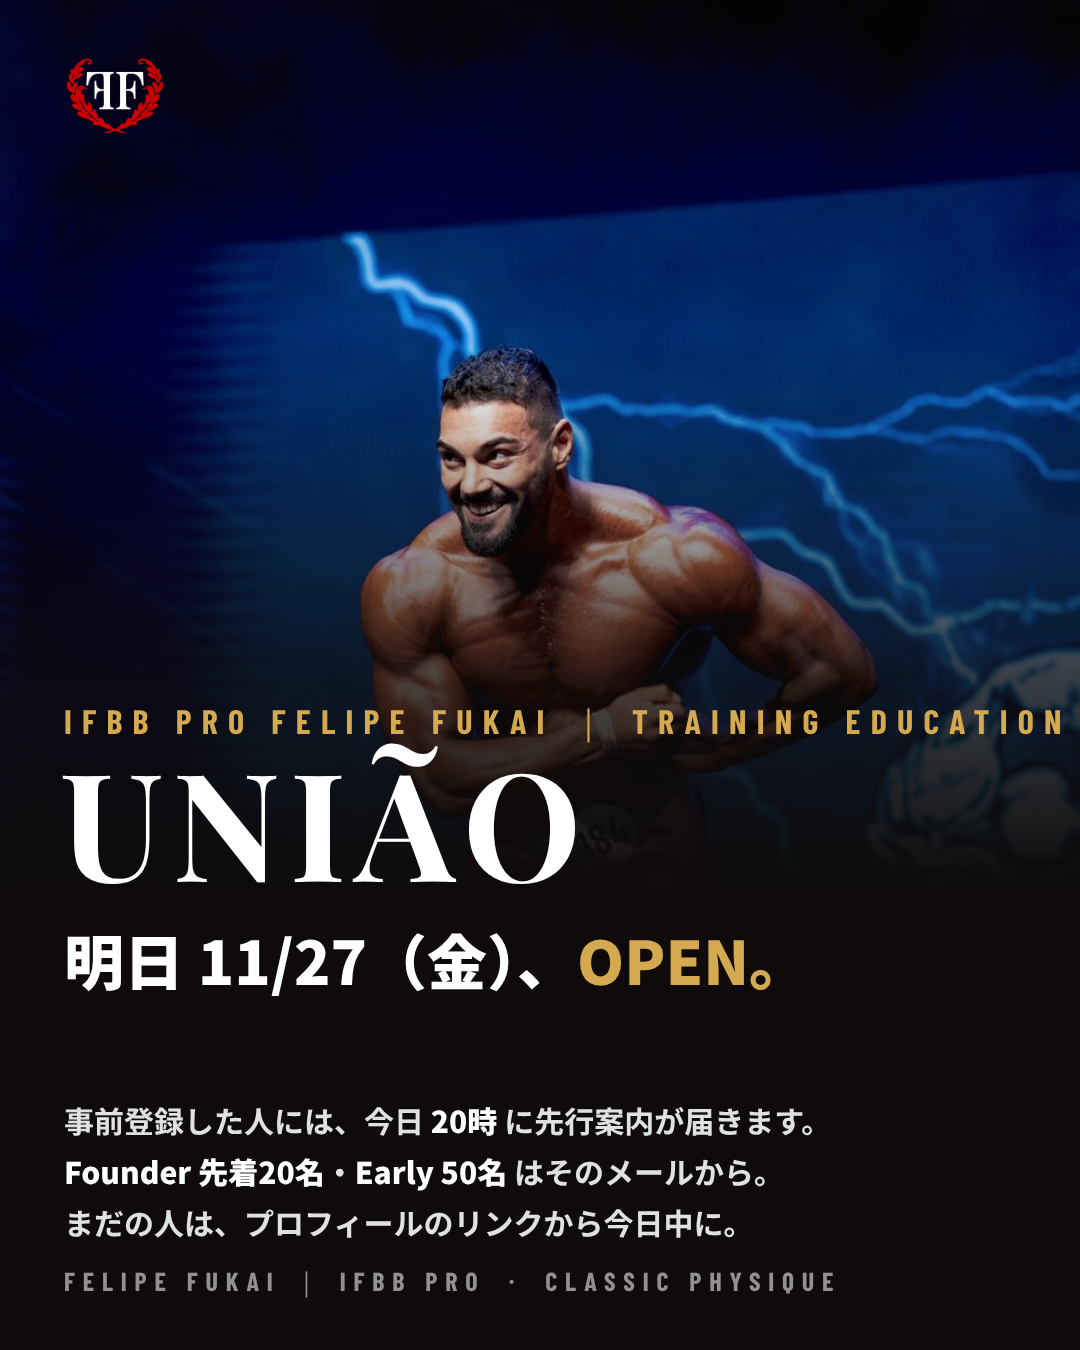 FF
IFBB PRO FELIPE FUKAI | TRAINING EDUCATION
UNIÃO
184
明日 11/27（金）、OPEN。
事前登録した人には、今日 20時 に先行案内が届きます。
Founder 先着20名・Early 50名 はそのメールから。
まだの人は、プロフィールのリンクから今日中に。
FELIPE FUKAI | IFBB PRO · CLASSIC PHYSIQUE